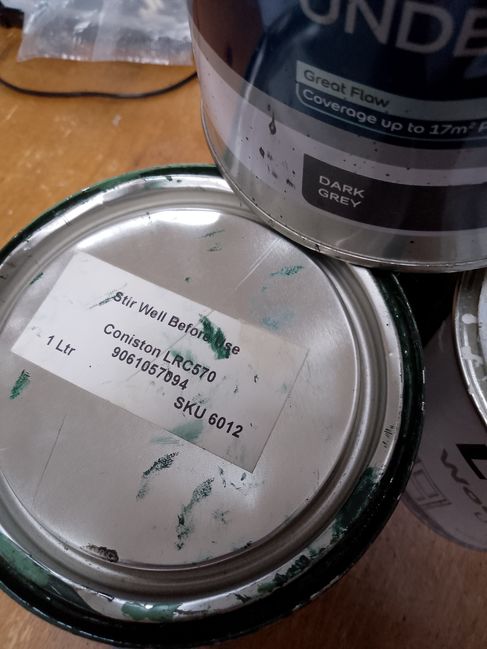 UNDE
Great Flow
Coverage up to 17m²
DARK
GREY
Stir Well Before Use
Coniston LRC570
1 Ltr
9061057094
SKU 6012